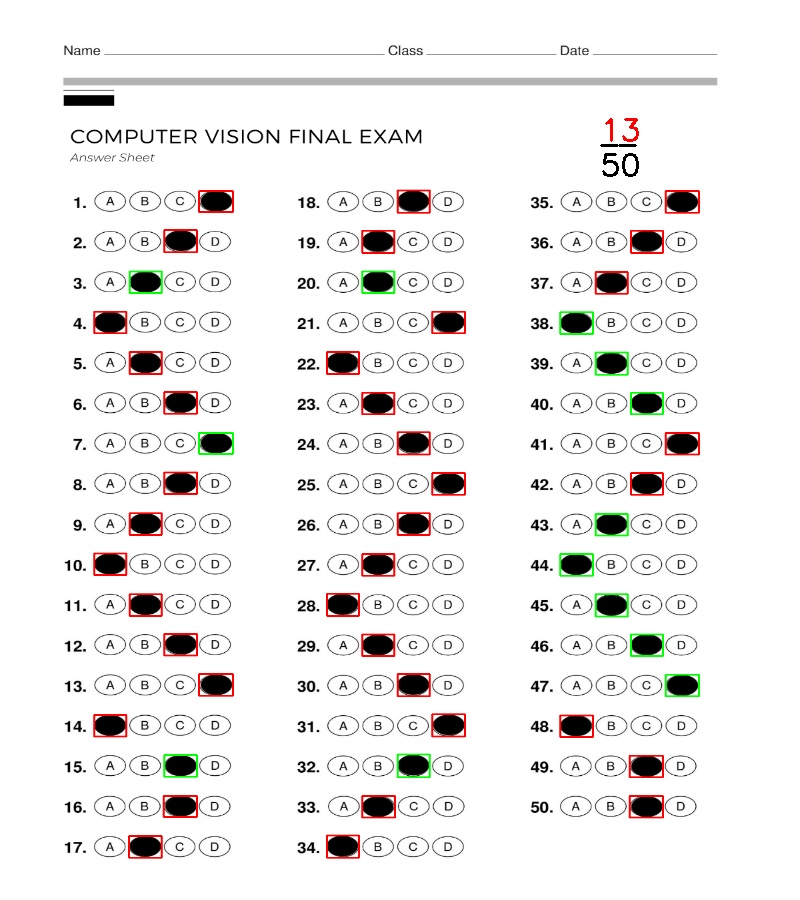 Name Class Date
COMPUTER VISION FINAL EXAM
Answer Sheet
13
50
1. A B C
2. A B D
3. A C D
4. B C D
5. A C D
6. A B D
7. A B C
8. A B D
9. A C D
10. B C D
11. A C D
12. A B D
13. A B C
14. B C D
15. A B D
16. A B D
17. A C D
18. A B D
19. A C D
20. A C D
21. A B C
22. B C D
23. A C D
24. A B D
25. A B C
26. A B D
27. A C D
28. B C D
29. A C D
30. A B D
31. A B C
32. A B D
33. A C D
34. B C D
35. A B C
36. A B D
37. A C D
38. B C D
39. A C D
40. A B D
41. A B C
42. A B D
43. A C D
44. B C D
45. A C D
46. A B D
47. A B C
48. B C D
49. A B D
50. A B D